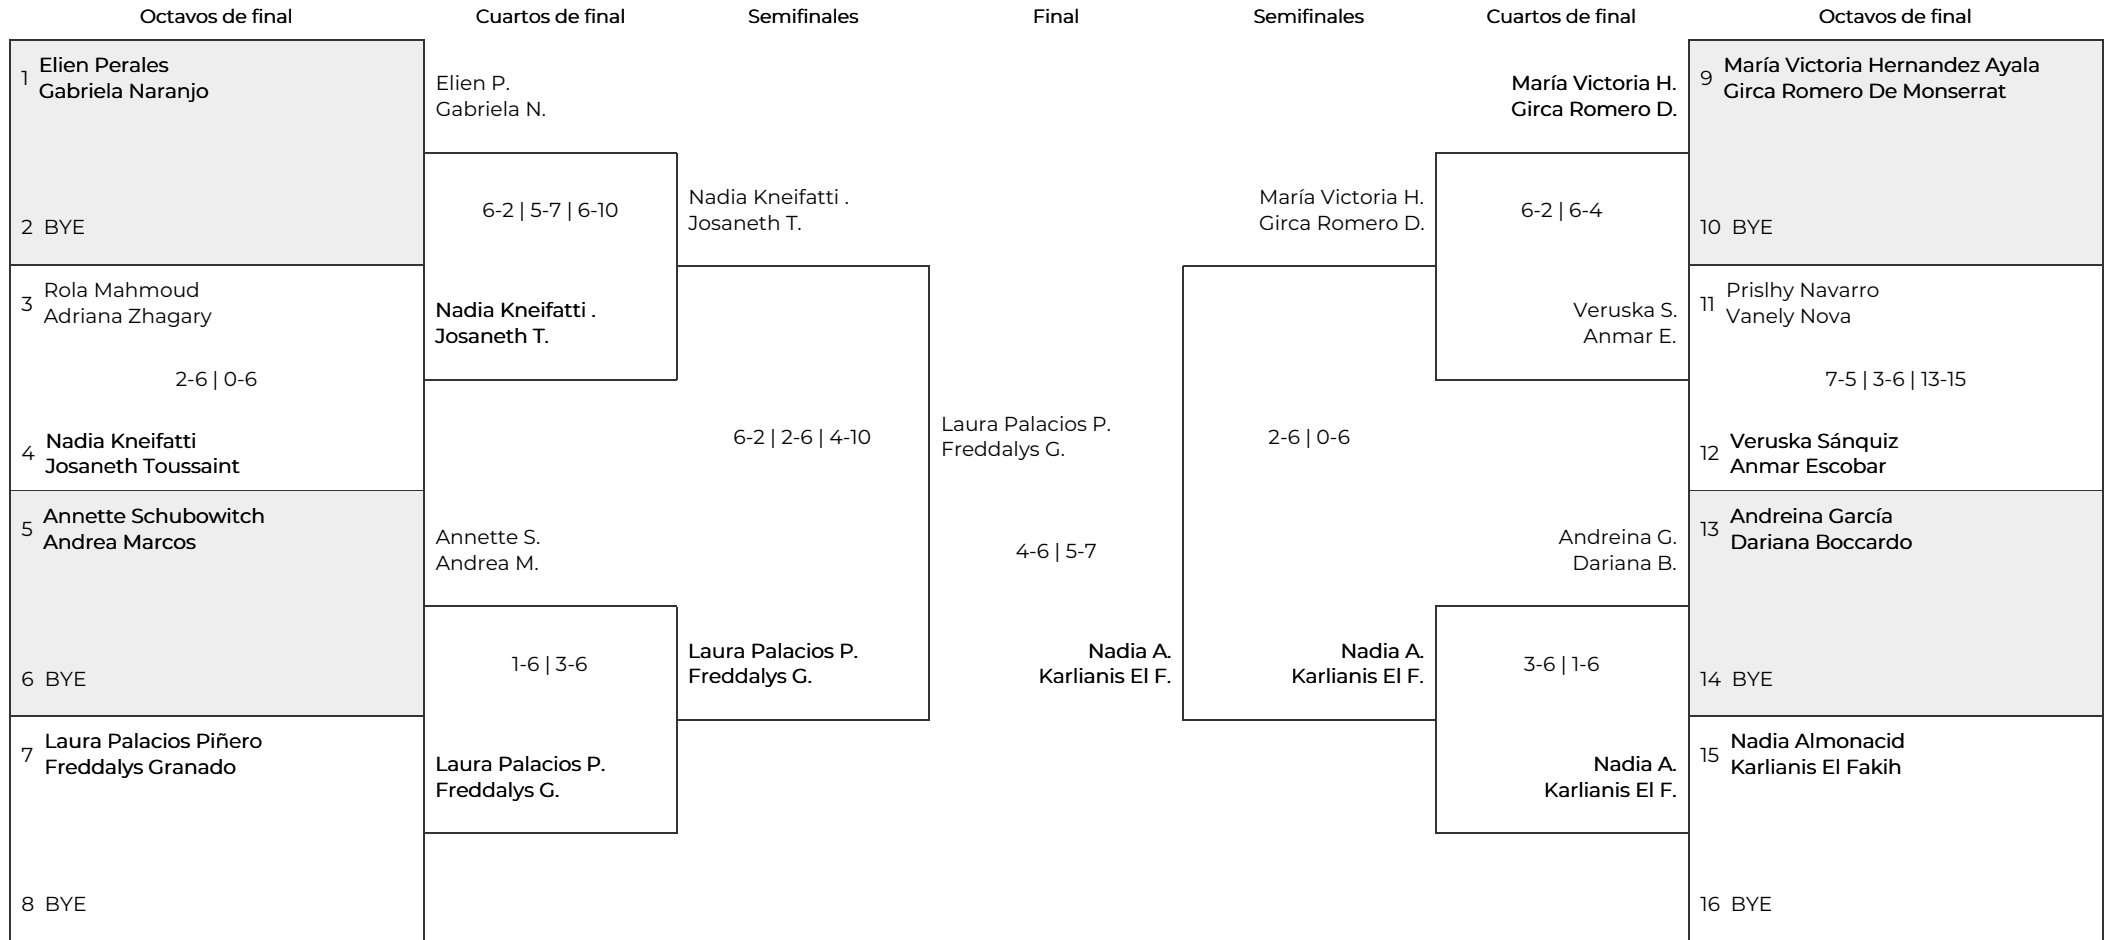 Octavos de final
Cuartos de final
Semifinales
Final
Semifinales
Cuartos de final
Octavos de final
1 Elien Perales
Gabriela Naranjo
2 BYE
3 Rola Mahmoud
Adriana Zhagary
2-6 | 0-6
4 Nadia Kneifatti
Josaneth Toussaint
5 Annette Schubowitch
Andrea Marcos
6 BYE
7 Laura Palacios Piñero
Freddalys Granado
8 BYE
Elien P.
Gabriela N.
6-2 | 5-7 | 6-10
Nadia Kneifatti .
Josaneth T.
Annette S.
Andrea M.
1-6 | 3-6
Laura Palacios P.
Freddalys G.
Nadia Kneifatti .
Josaneth T.
6-2 | 2-6 | 4-10
Laura Palacios P.
Freddalys G.
Laura Palacios P.
Freddalys G.
4-6 | 5-7
Nadia A.
Karlianis El F.
María Victoria H.
Girca Romero D.
2-6 | 0-6
Nadia A.
Karlianis El F.
María Victoria H.
Girca Romero D.
6-2 | 6-4
Veruska S.
Anmar E.
Andreina G.
Dariana B.
3-6 | 1-6
Nadia A.
Karlianis El F.
9 María Victoria Hernandez Ayala
Girca Romero De Monserrat
10 BYE
11 Prislhy Navarro
Vanely Nova
7-5 | 3-6 | 13-15
12 Veruska Sánquiz
Anmar Escobar
13 Andreina García
Dariana Boccardo
14 BYE
15 Nadia Almonacid
Karlianis El Fakih
16 BYE